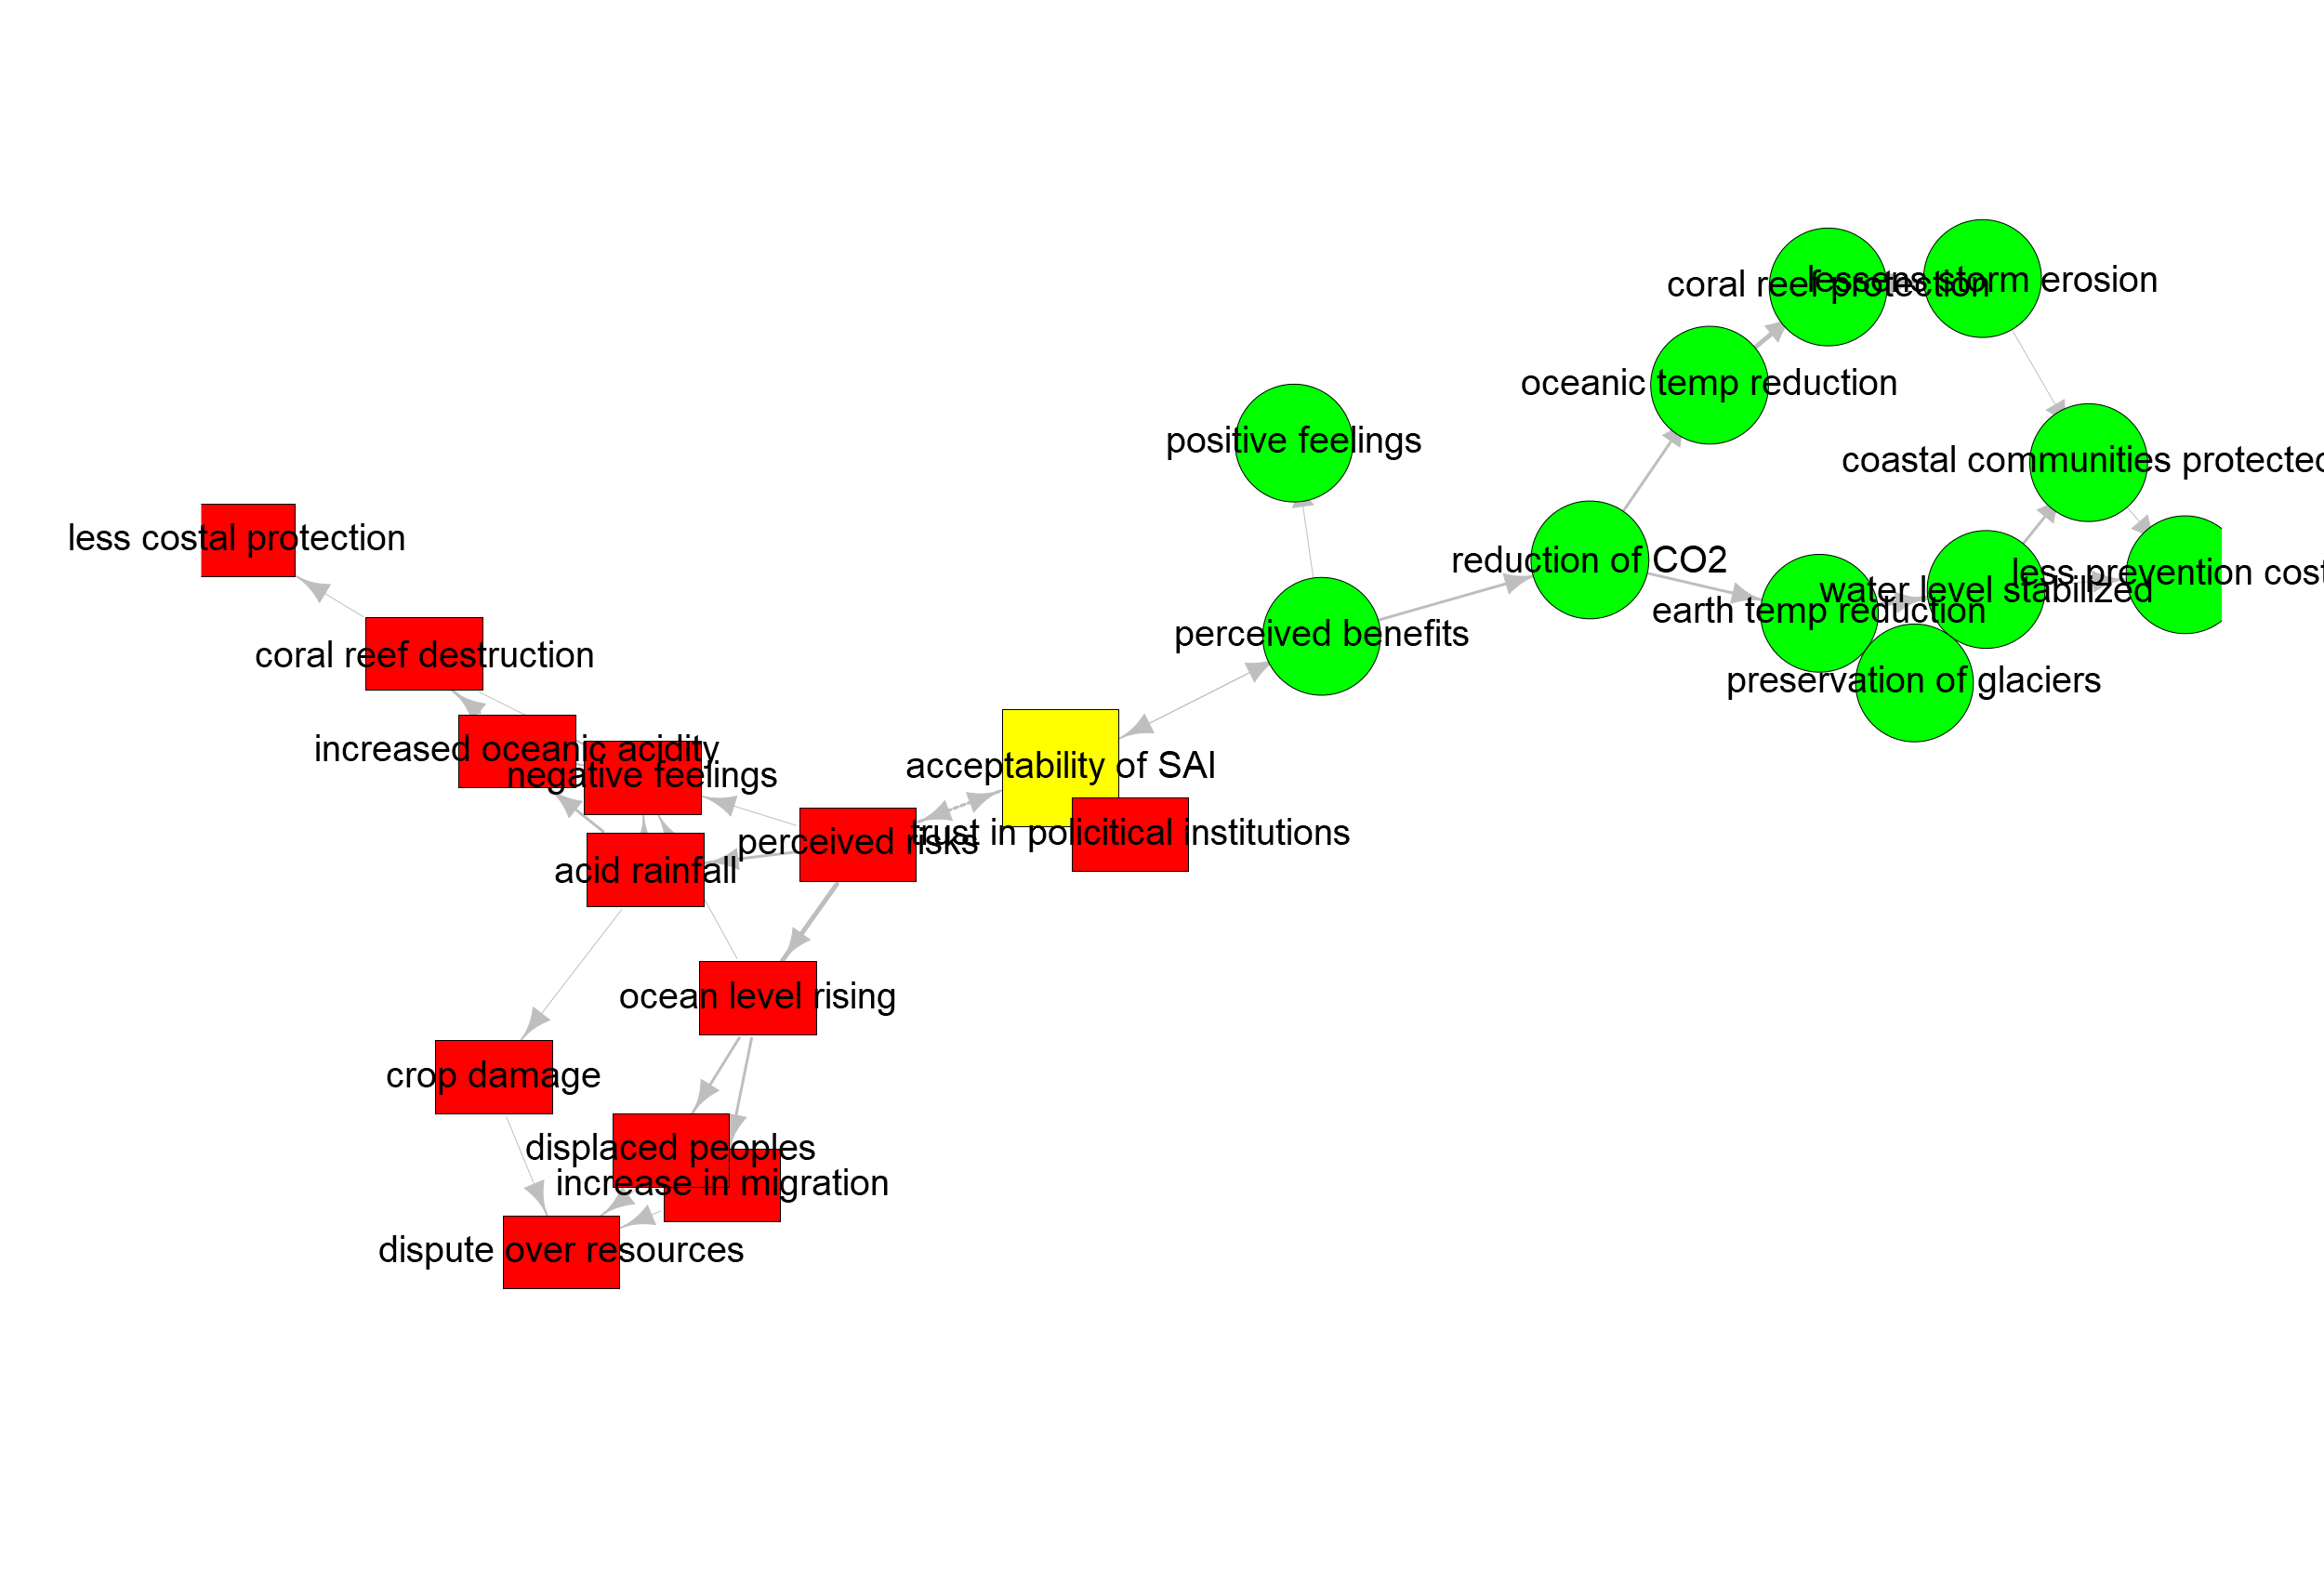 coral reef protection
lessens storm erosion
oceanic temp reduction
positive feelings
coastal communities protected
less costal protection
reduction of CO2
less prevention cost
water level stabilized
earth temp reduction
perceived benefits
coral reef destruction
preservation of glaciers
increased oceanic acidity
negative feelings
acceptability of SAI
trust in policitical institutions
perceived risks
acid rainfall
ocean level rising
crop damage
displaced peoples
increase in migration
dispute over resources